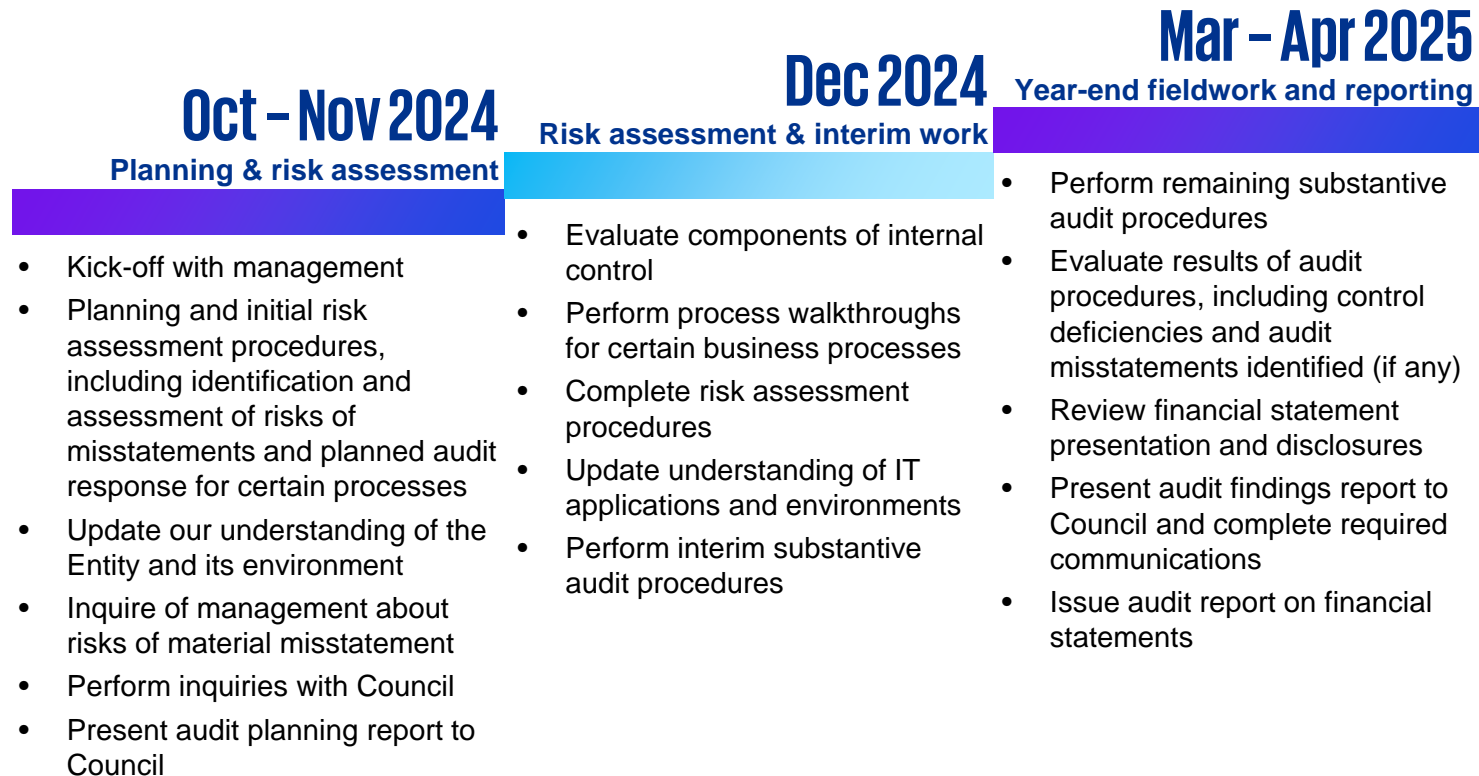 Oct – Nov 2024
Planning & risk assessment
• Kick-off with management
• Planning and initial risk
assessment procedures,
including identification and
assessment of risks of
misstatements and planned audit
response for certain processes
• Update our understanding of the
Entity and its environment
• Inquire of management about
risks of material misstatement
• Perform inquiries with Council
• Present audit planning report to
Council
Dec 2024
Risk assessment & interim work
• Evaluate components of internal
control
• Perform process walkthroughs
for certain business processes
• Complete risk assessment
procedures
• Update understanding of IT
applications and environments
• Perform interim substantive
audit procedures
Mar – Apr 2025
Year-end fieldwork and reporting
• Perform remaining substantive
audit procedures
• Evaluate results of audit
procedures, including control
deficiencies and audit
misstatements identified (if any)
• Review financial statement
presentation and disclosures
• Present audit findings report to
Council and complete required
communications
• Issue audit report on financial
statements